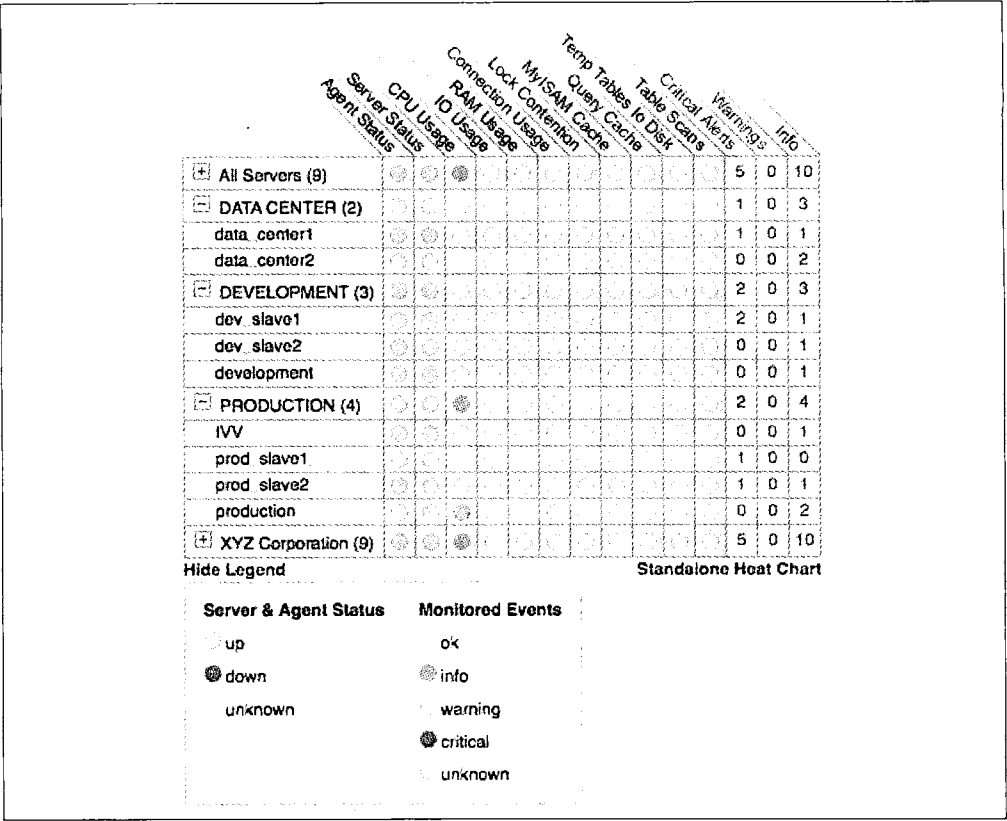 Agent Status
Server Status
CPU Usage
IO Usage
RAM Usage
Connection Usage
Lock Contention
MyISAM Cache
Query Cache
Temp Tables to Disk
Table Scans
Critical Alerts
Warnings
Info
All Servers (9) 5 0 10
DATA CENTER (2) 1 0 3
data_center1 1 0 1
data_center2 0 0 2
DEVELOPMENT (3) 2 0 3
dev_slave1 2 0 1
dev_slave2 0 0 1
development 0 0 1
PRODUCTION (4) 2 0 4
IVV 0 0 1
prod_slave1 1 0 0
prod_slave2 1 0 1
production 0 0 2
XYZ Corporation (9) 5 0 10
Hide Legend Standalone Heat Chart
Server & Agent Status Monitored Events
up ok
down info
unknown warning
critical
unknown